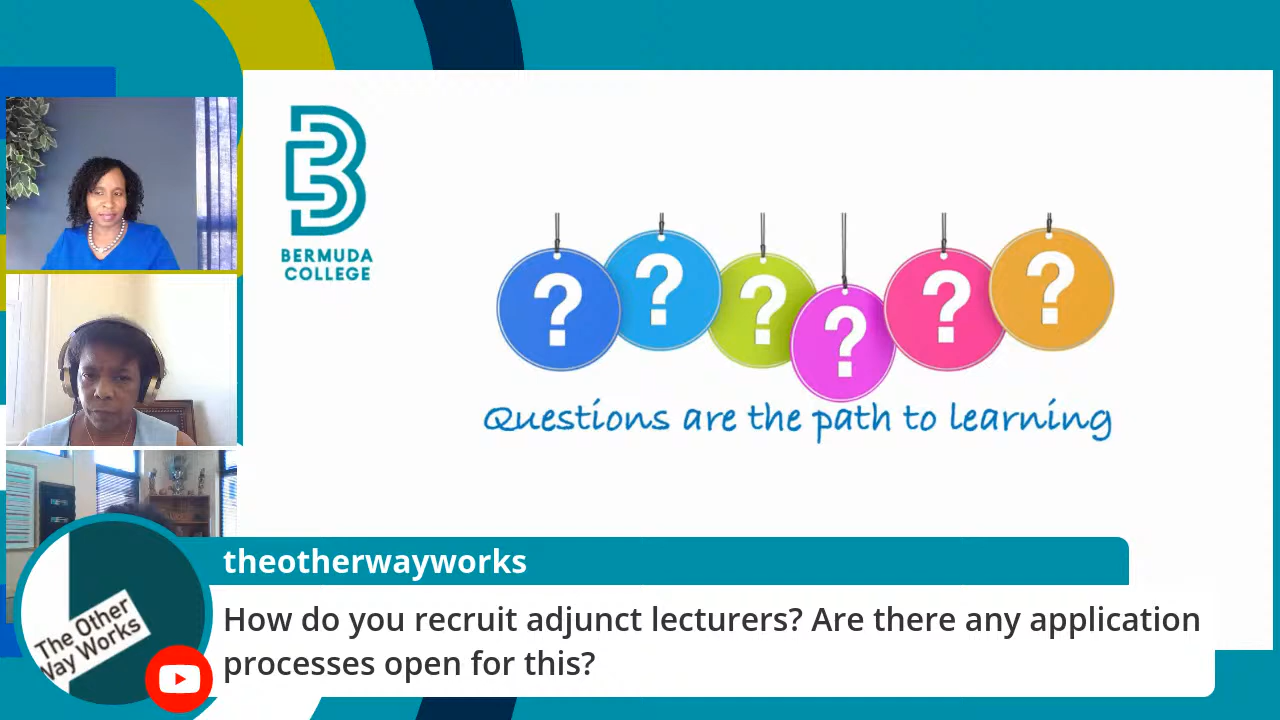 BERMUDA
COLLEGE
? ? ? ? ? ?
Questions are the path to learning
theotherwayworks
The Other
Way Works
How do you recruit adjunct lecturers? Are there any application
processes open for this?